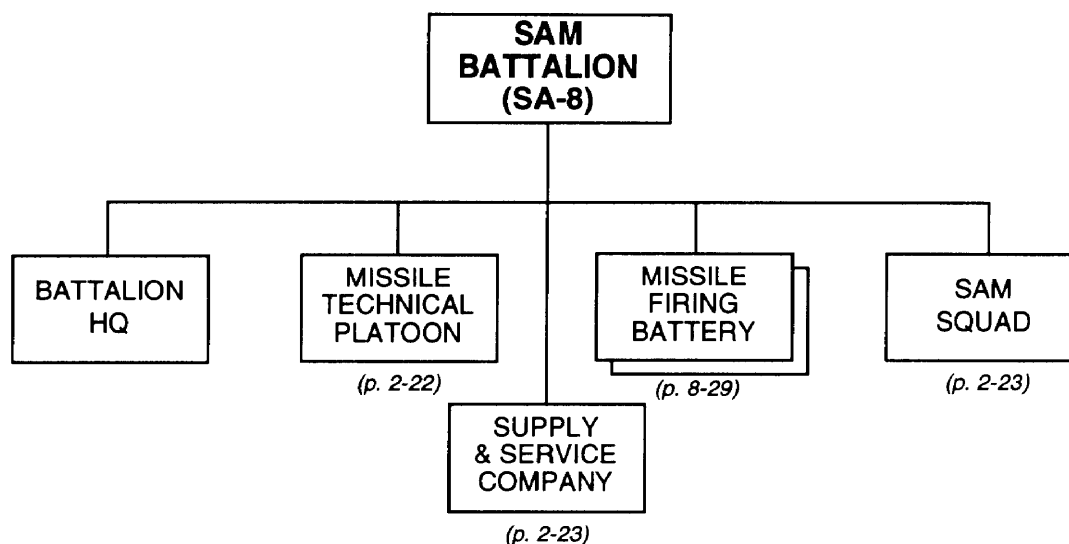 SAM
BATTALION
(SA-8)
BATTALION
HQ
MISSILE
TECHNICAL
PLATOON
(p. 2-22)
MISSILE
FIRING
BATTERY
(p. 8-29)
SAM
SQUAD
(p. 2-23)
SUPPLY
& SERVICE
COMPANY
(p. 2-23)